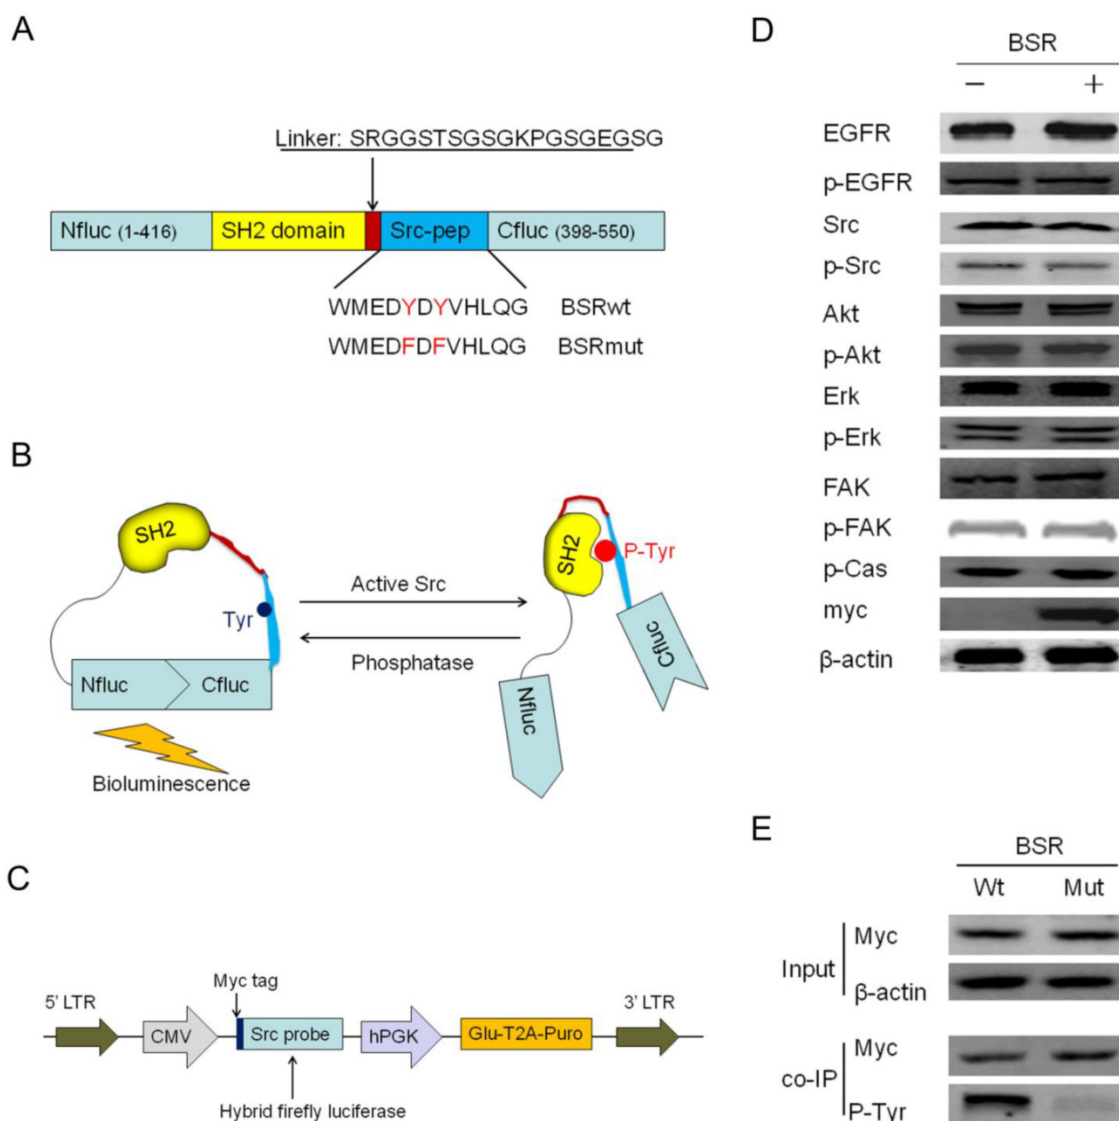 A
Linker: SRGGSTSGSGKPGSGEGSG
Nfluc (1-416) SH2 domain Src-pep Cfluc (398-550)
WMEDYDYVHLQG BSRwt
WMEDFDFVHLQG BSRmut
B
SH2
Tyr
Nfluc Cfluc
Bioluminescence
Active Src
Phosphatase
SH2
P-Tyr
Cfluc
Nfluc
C
Myc tag
5' LTR
CMV
Src probe
hPGK
Glu-T2A-Puro
3' LTR
Hybrid firefly luciferase
D
BSR
− +
EGFR
p-EGFR
Src
p-Src
Akt
p-Akt
Erk
p-Erk
FAK
p-FAK
p-Cas
myc
β-actin
E
BSR
Wt Mut
Input
Myc
β-actin
co-IP
Myc
P-Tyr